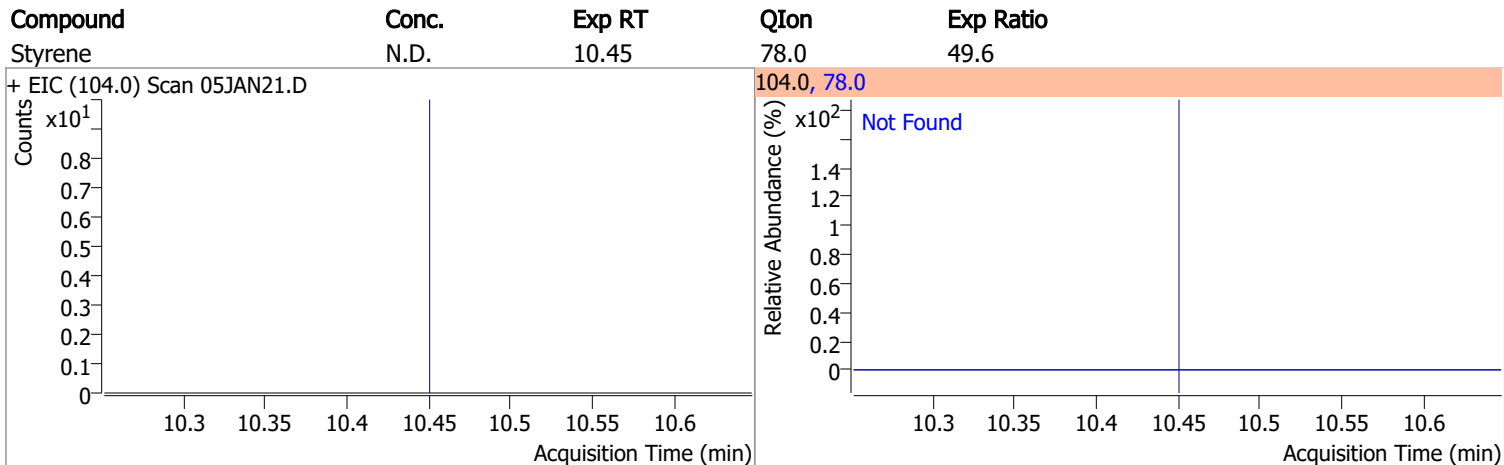 Compound Conc. Exp RT QIon Exp Ratio
Styrene N.D. 10.45 78.0 49.6
+ EIC (104.0) Scan 05JAN21.D
Counts
x10¹
0.8
0.7
0.6
0.5
0.4
0.3
0.2
0.1
0
10.3 10.35 10.4 10.45 10.5 10.55 10.6
Acquisition Time (min)
104.0, 78.0
Relative Abundance (%)
x10²
Not Found
1.4
1.2
1
0.8
0.6
0.4
0.2
0
10.3 10.35 10.4 10.45 10.5 10.55 10.6
Acquisition Time (min)